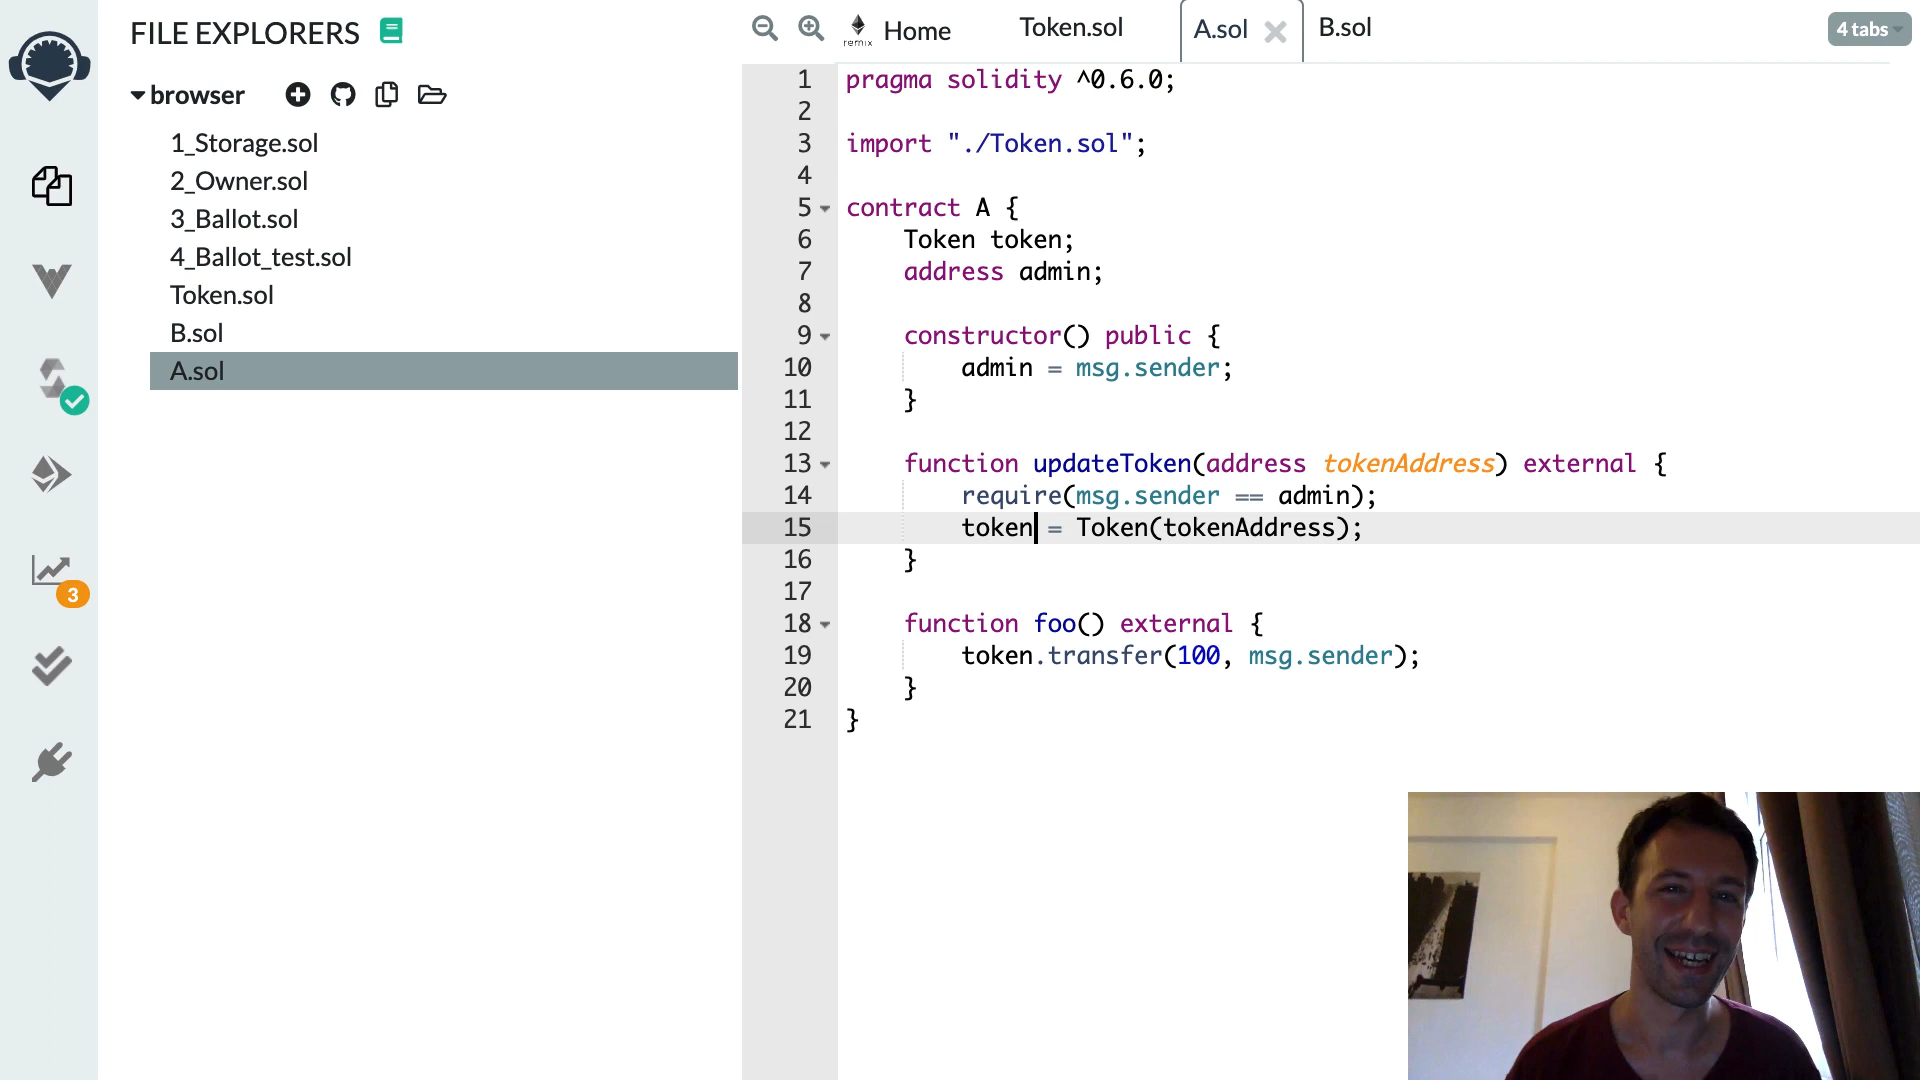 FILE EXPLORERS
browser
1_Storage.sol
2_Owner.sol
3_Ballot.sol
4_Ballot_test.sol
Token.sol
B.sol
A.sol
3
remix
Home
Token.sol
A.sol
B.sol
4 tabs
1 pragma solidity ^0.6.0;
2
3 import "./Token.sol";
4
5 contract A {
6 Token token;
7 address admin;
8
9 constructor() public {
10 admin = msg.sender;
11 }
12
13 function updateToken(address tokenAddress) external {
14 require(msg.sender == admin);
15 token = Token(tokenAddress);
16 }
17
18 function foo() external {
19 token.transfer(100, msg.sender);
20 }
21 }